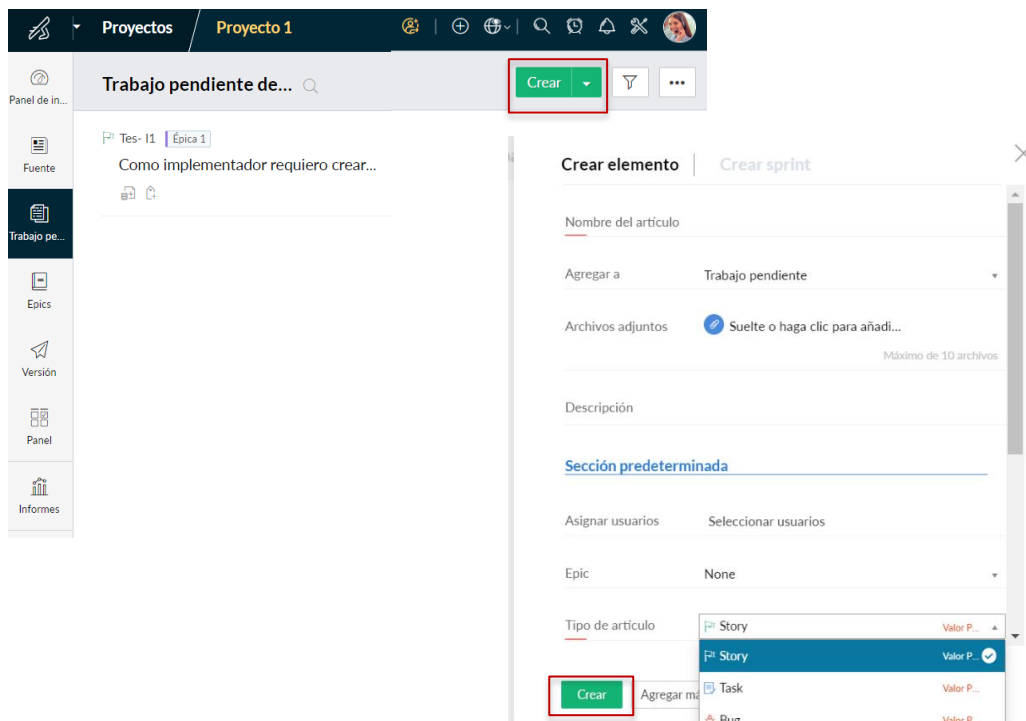 Proyectos
Proyecto 1
Panel de in...
Fuente
Trabajo pe...
Epics
Versión
Panel
Informes
Trabajo pendiente de...
Crear
Tes- I1 Épica 1
Como implementador requiero crear...
Crear elemento
Crear sprint
Nombre del artículo
Agregar a Trabajo pendiente
Archivos adjuntos Suelte o haga clic para añadi...
Máximo de 10 archivos
Descripción
Sección predeterminada
Asignar usuarios Seleccionar usuarios
Epic None
Tipo de artículo Story Valor P...
Story Valor P...
Task Valor P...
Bug Valor P...
Crear Agregar má